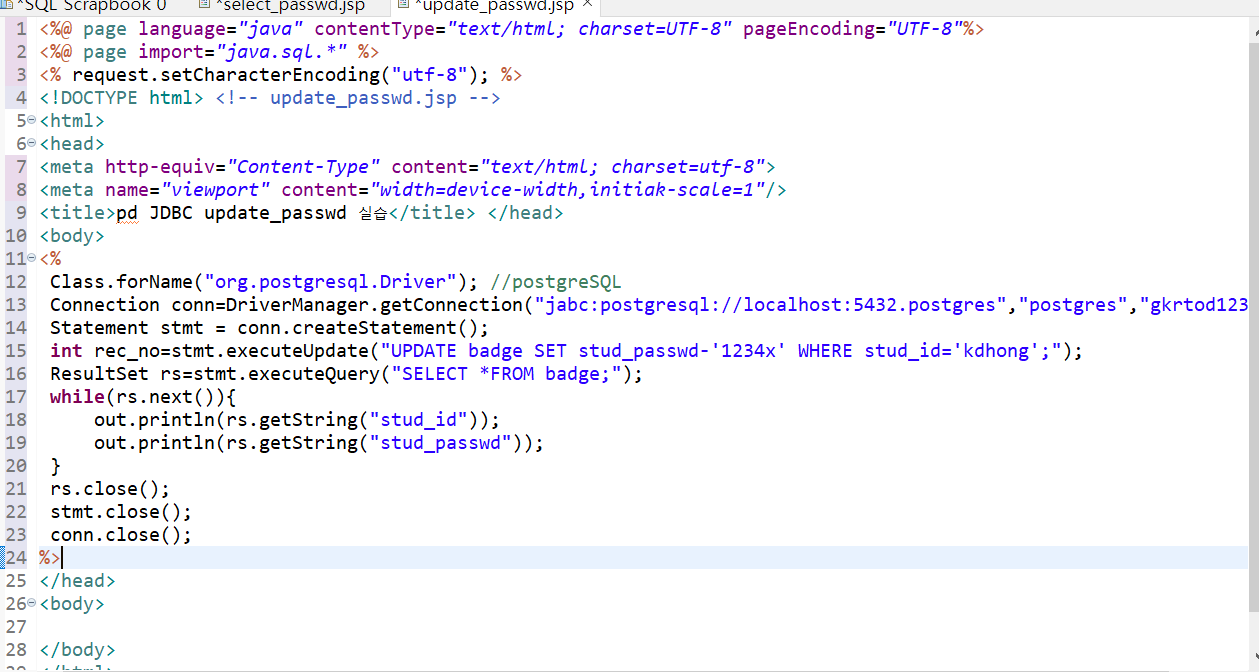 *SQL Scrapbook 0 *select_passwd.jsp *update_passwd.jsp
1 <%@ page language="java" contentType="text/html; charset=UTF-8" pageEncoding="UTF-8"%>
2 <%@ page import="java.sql.*" %>
3 <% request.setCharacterEncoding("utf-8"); %>
4 <!DOCTYPE html> <!-- update_passwd.jsp -->
5 <html>
6 <head>
7 <meta http-equiv="Content-Type" content="text/html; charset=utf-8">
8 <meta name="viewport" content="width=device-width,initiak-scale=1"/>
9 <title>pd JDBC update_passwd 실습</title> </head>
10 <body>
11 <%
12 Class.forName("org.postgresql.Driver"); //postgreSQL
13 Connection conn=DriverManager.getConnection("jabc:postgresql://localhost:5432.postgres","postgres","gkrtod123
14 Statement stmt = conn.createStatement();
15 int rec_no=stmt.executeUpdate("UPDATE badge SET stud_passwd-'1234x' WHERE stud_id='kdhong';");
16 ResultSet rs=stmt.executeQuery("SELECT *FROM badge;");
17 while(rs.next()){
18 out.println(rs.getString("stud_id"));
19 out.println(rs.getString("stud_passwd"));
20 }
21 rs.close();
22 stmt.close();
23 conn.close();
24 %>
25 </head>
26 <body>
27
28 </body>